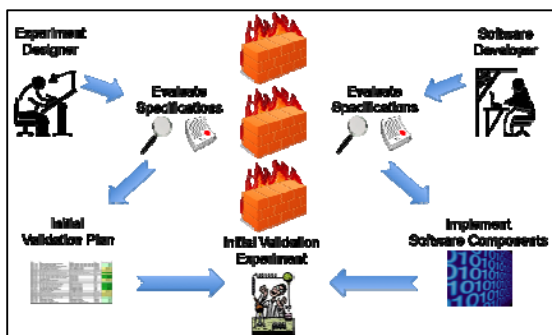 Experiment
Designer
Software
Developer
Evaluate
Specifications
Evaluate
Specifications
Initial
Validation Plan
Initial Validation
Experiment
Implement
Software Components